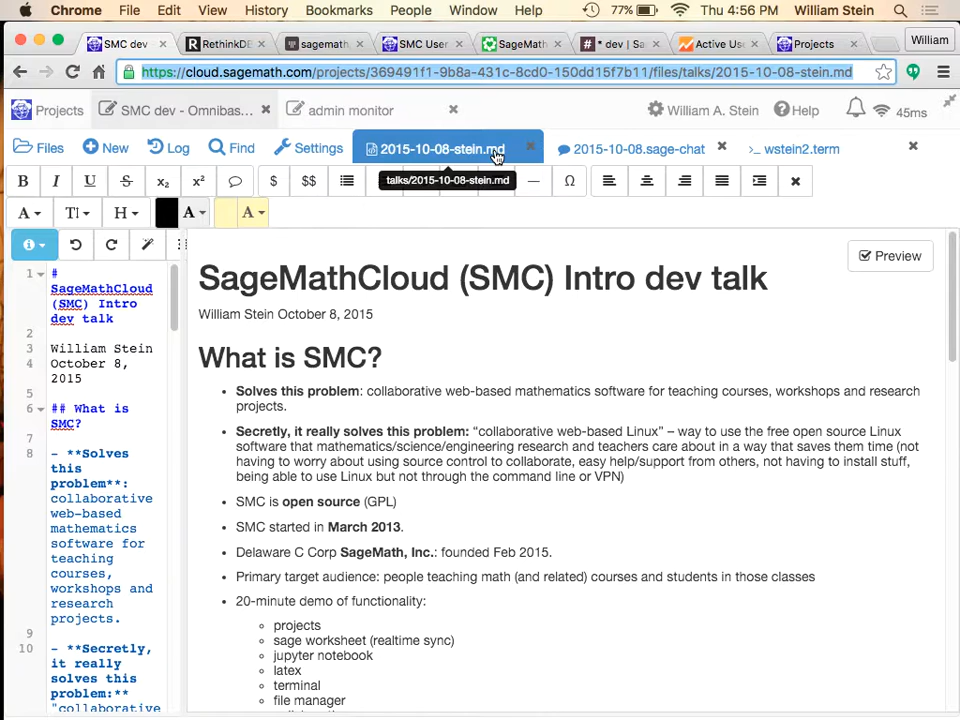 Chrome File Edit View History Bookmarks People Window Help 77% Thu 4:56 PM William Stein
SMC dev RethinkD sagemath SMC User SageMath * dev | Sa Active Us Projects William
https://cloud.sagemath.com/projects/369491f1-9b8a-431c-8cd0-150dd15f7b11/files/talks/2015-10-08-stein.md
Projects SMC dev - Omnibas... admin monitor William A. Stein Help 45ms
Files New Log Find Settings 2015-10-08-stein.md 2015-10-08.sage-chat >_ wstein2.term
B I U S x₂ x² $ $$ — Ω
talks/2015-10-08-stein.md
A TI H A A
Preview
1 #
SageMathCloud
(SMC) Intro
dev talk
2
3 William Stein
4 October 8,
2015
5
6 ## What is
SMC?
7
8 - **Solves
this
problem**:
collaborative
web-based
mathematics
software for
teaching
courses,
workshops and
research
projects.
9
10 - **Secretly,
it really
solves this
problem:**
"collaborative
SageMathCloud (SMC) Intro dev talk
William Stein October 8, 2015
What is SMC?
• Solves this problem: collaborative web-based mathematics software for teaching courses, workshops and research
projects.
• Secretly, it really solves this problem: “collaborative web-based Linux” – way to use the free open source Linux
software that mathematics/science/engineering research and teachers care about in a way that saves them time (not
having to worry about using source control to collaborate, easy help/support from others, not having to install stuff,
being able to use Linux but not through the command line or VPN)
• SMC is open source (GPL)
• SMC started in March 2013.
• Delaware C Corp SageMath, Inc.: founded Feb 2015.
• Primary target audience: people teaching math (and related) courses and students in those classes
• 20-minute demo of functionality:
◦ projects
◦ sage worksheet (realtime sync)
◦ jupyter notebook
◦ latex
◦ terminal
◦ file manager